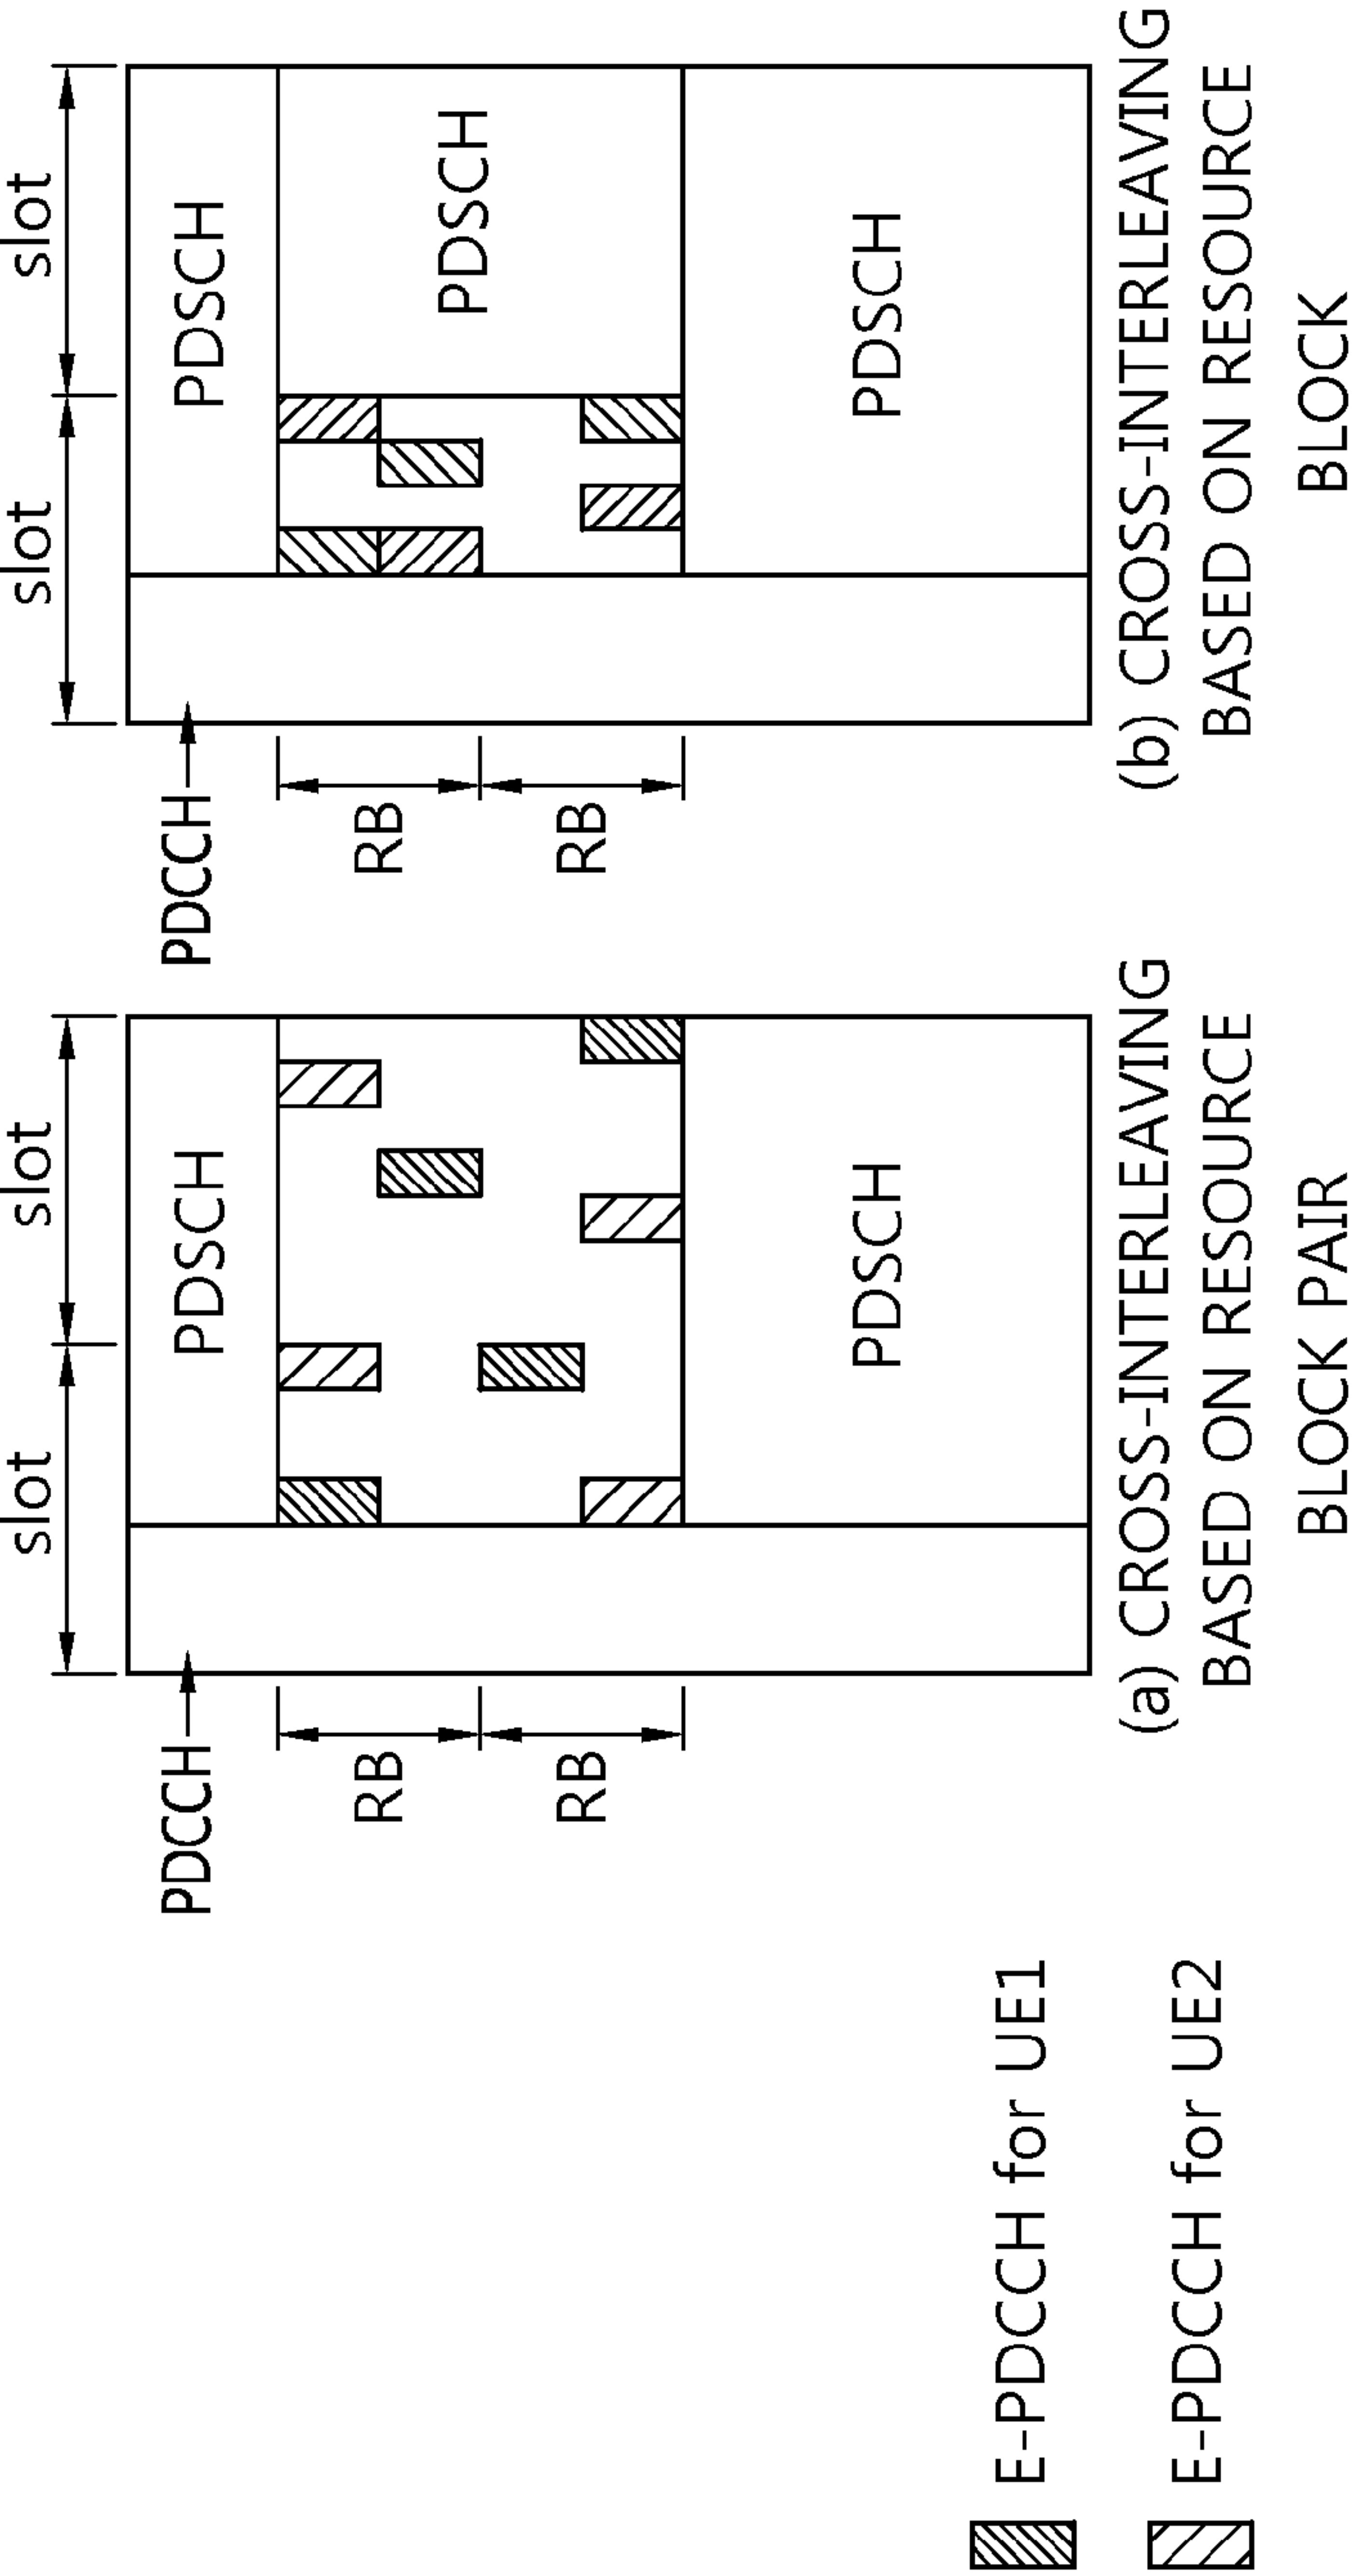 slot
slot
PDCCH
PDSCH
RB
RB
PDSCH
(a) CROSS-INTERLEAVING
BASED ON RESOURCE
BLOCK PAIR
slot
slot
PDCCH
PDSCH
PDSCH
RB
RB
PDSCH
(b) CROSS-INTERLEAVING
BASED ON RESOURCE
BLOCK
E-PDCCH for UE1
E-PDCCH for UE2